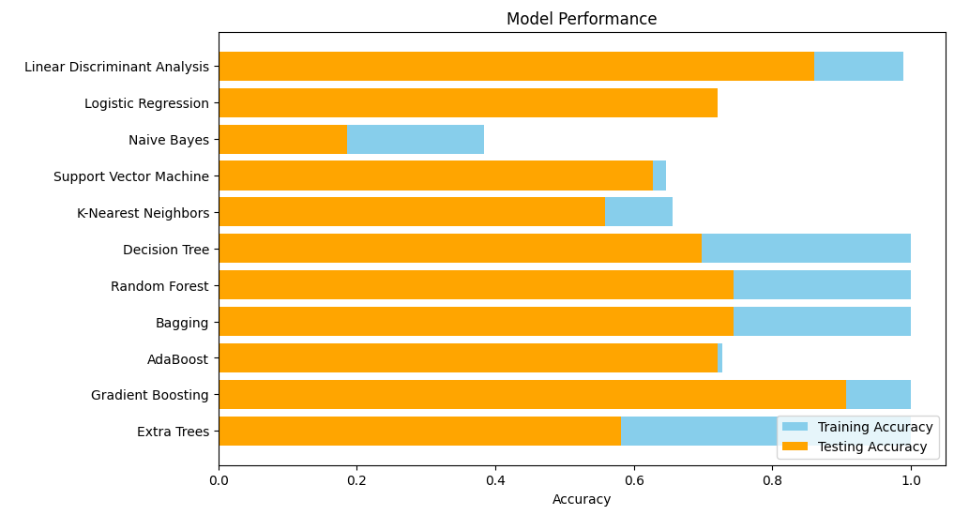 Model Performance
Linear Discriminant Analysis
Logistic Regression
Naive Bayes
Support Vector Machine
K-Nearest Neighbors
Decision Tree
Random Forest
Bagging
AdaBoost
Gradient Boosting
Extra Trees
Training Accuracy
Testing Accuracy
0.0 0.2 0.4 0.6 0.8 1.0
Accuracy